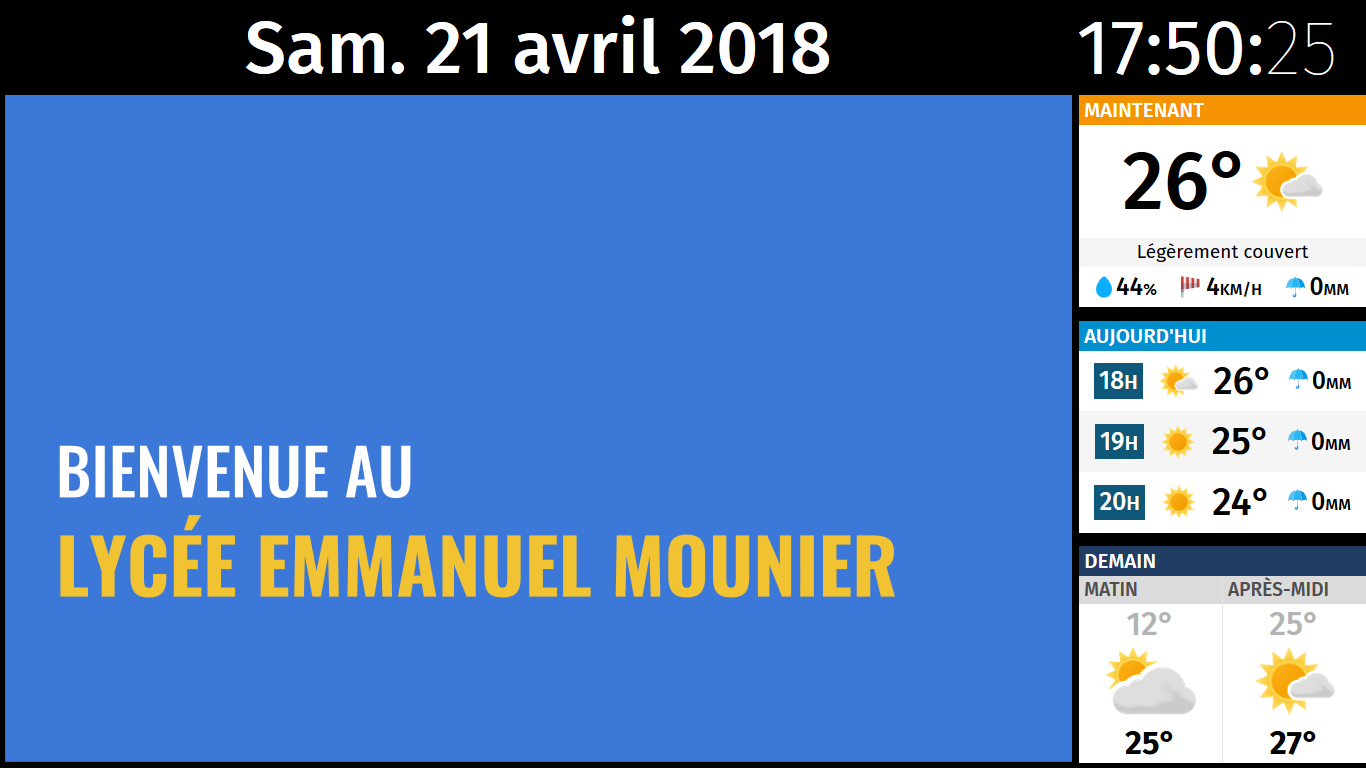 Sam. 21 avril 2018
17:50:25
BIENVENUE AU
LYCÉE EMMANUEL MOUNIER
MAINTENANT
26°
Légèrement couvert
44% 4KM/H 0MM
AUJOURD'HUI
18H 26° 0MM
19H 25° 0MM
20H 24° 0MM
DEMAIN
MATIN APRÈS-MIDI
12° 25°
25° 27°